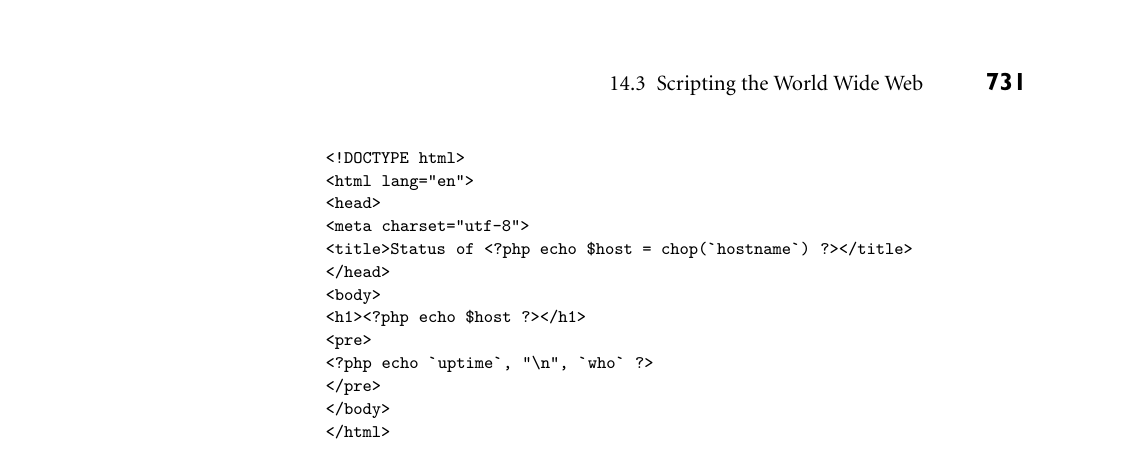 14.3 Scripting the World Wide Web 731
<!DOCTYPE html>
<html lang="en">
<head>
<meta charset="utf-8">
<title>Status of <?php echo $host = chop(`hostname`) ?></title>
</head>
<body>
<h1><?php echo $host ?></h1>
<pre>
<?php echo `uptime`, "\n", `who` ?>
</pre>
</body>
</html>